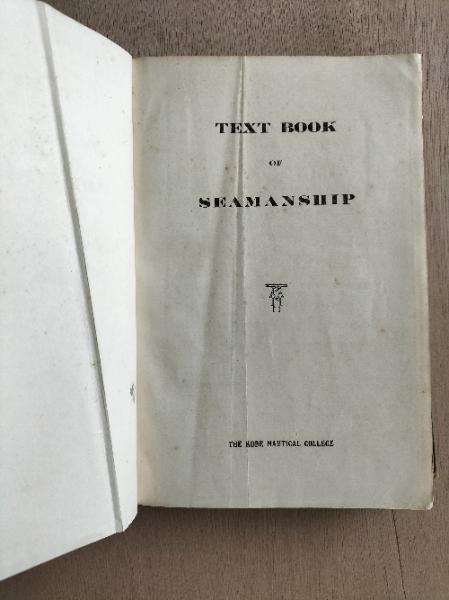 TEXT BOOK
OF
SEAMANSHIP
THE KOBE NAUTICAL COLLEGE